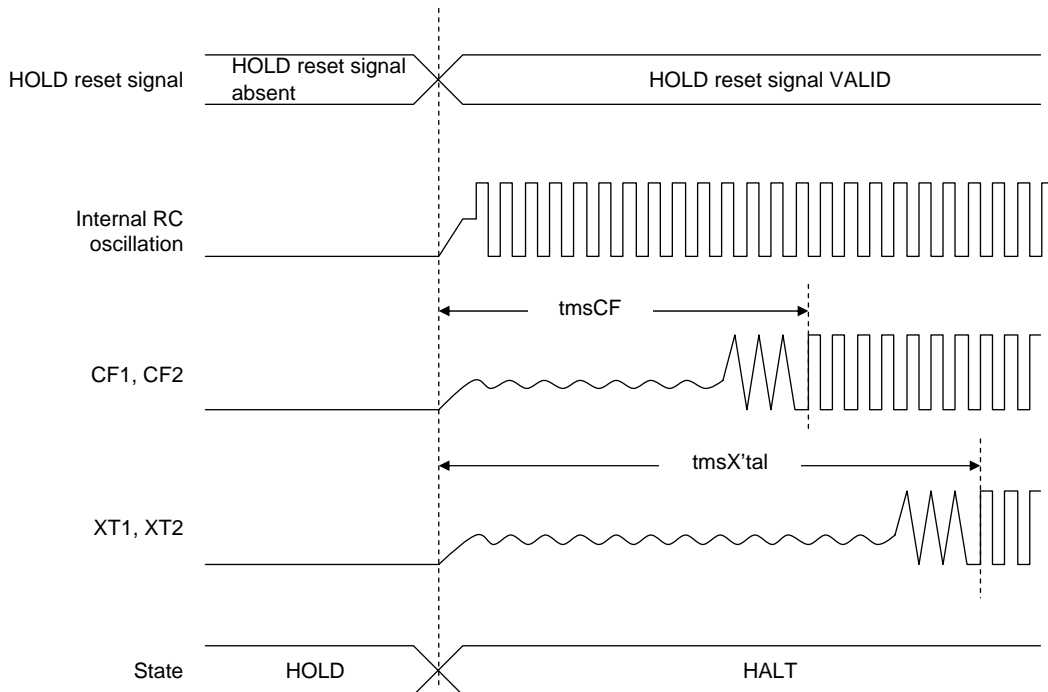 HOLD reset signal
HOLD reset signal
absent
HOLD reset signal VALID
Internal RC
oscillation
tmsCF
CF1, CF2
tmsX’tal
XT1, XT2
State
HOLD
HALT